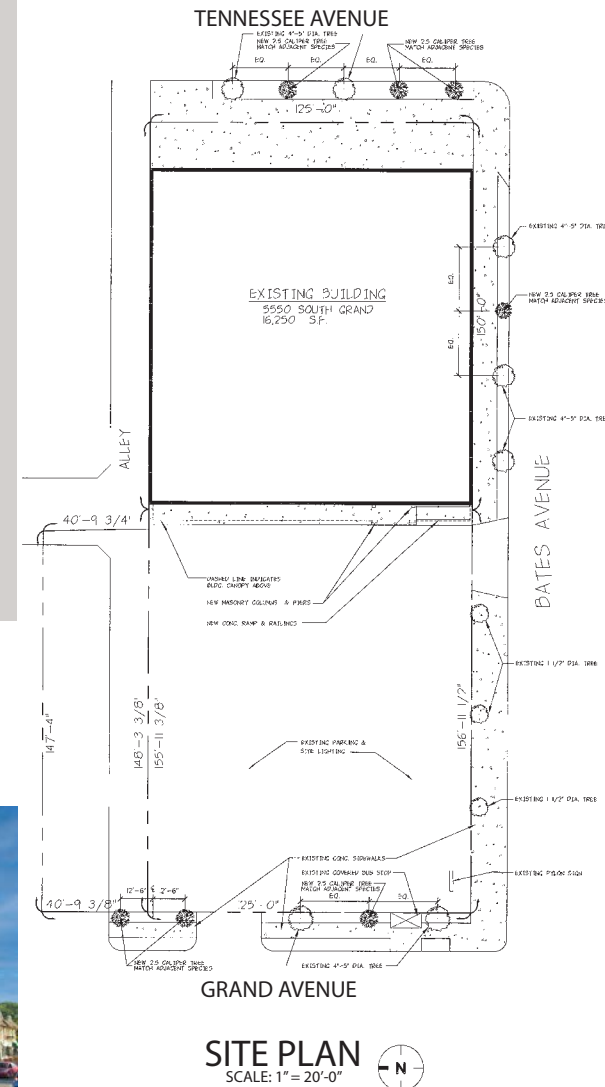 TENNESSEE AVENUE
EXISTING 4"-5" DIA. TREE
NEW 2.5 CALIPER TREE
MATCH ADJACENT SPECIES
NEW 2.5 CALIPER TREE
MATCH ADJACENT SPECIES
EQ.
EQ.
EQ.
EQ.
125'-0"
EXISTING 4"-5" DIA. TREE
EQ.
NEW 2.5 CALIPER TREE
MATCH ADJACENT SPECIES
150'-0"
EQ.
EXISTING BUILDING
5550 SOUTH GRAND
16,250 S.F.
EXISTING 4"-5" DIA. TREE
ALLEY
BATES AVENUE
40'-9 3/4'
DASHED LINE INDICATES
BLDG. CANOPY ABOVE
NEW MASONRY COLUMNS & PIERS
NEW CONC. RAMP & RAILINGS
EXISTING 1 1/2" DIA. TREE
147'-4"
148'-3 3/8"
155'-11 3/8"
156'-11 1/2"
EXISTING PARKING &
SITE LIGHTING
EXISTING 1 1/2" DIA. TREE
EXISTING CONC. SIDEWALKS
EXISTING COVERED BUS STOP
NEW 2.5 CALIPER TREE
MATCH ADJACENT SPECIES
EXISTING PYLON SIGN
12'-6"
2'-6"
EQ.
EQ.
40'-9 3/8"
25'-0"
NEW 2.5 CALIPER TREE
MATCH ADJACENT SPECIES
EXISTING 4"-5" DIA. TREE
GRAND AVENUE
SITE PLAN
SCALE: 1" = 20'-0"
N